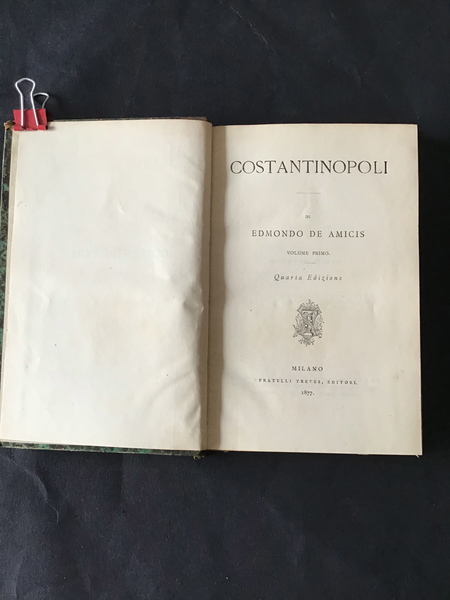 COSTANTINOPOLI
DI
EDMONDO DE AMICIS
VOLUME PRIMO.
Quarta Edizione
MILANO
FRATELLI TREVES, EDITORI.
1877.